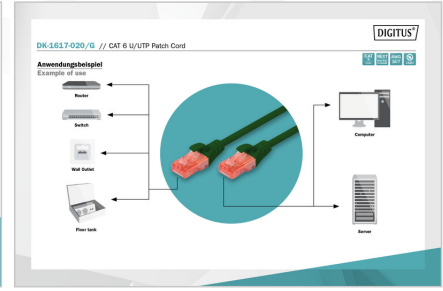 DIGITUS®
DK-1617-020/G // CAT 6 U/UTP Patch Cord
Anwendungsbeispiel
Example of use
Router
Switch
Wall Outlet
Floor tank
Computer
Server